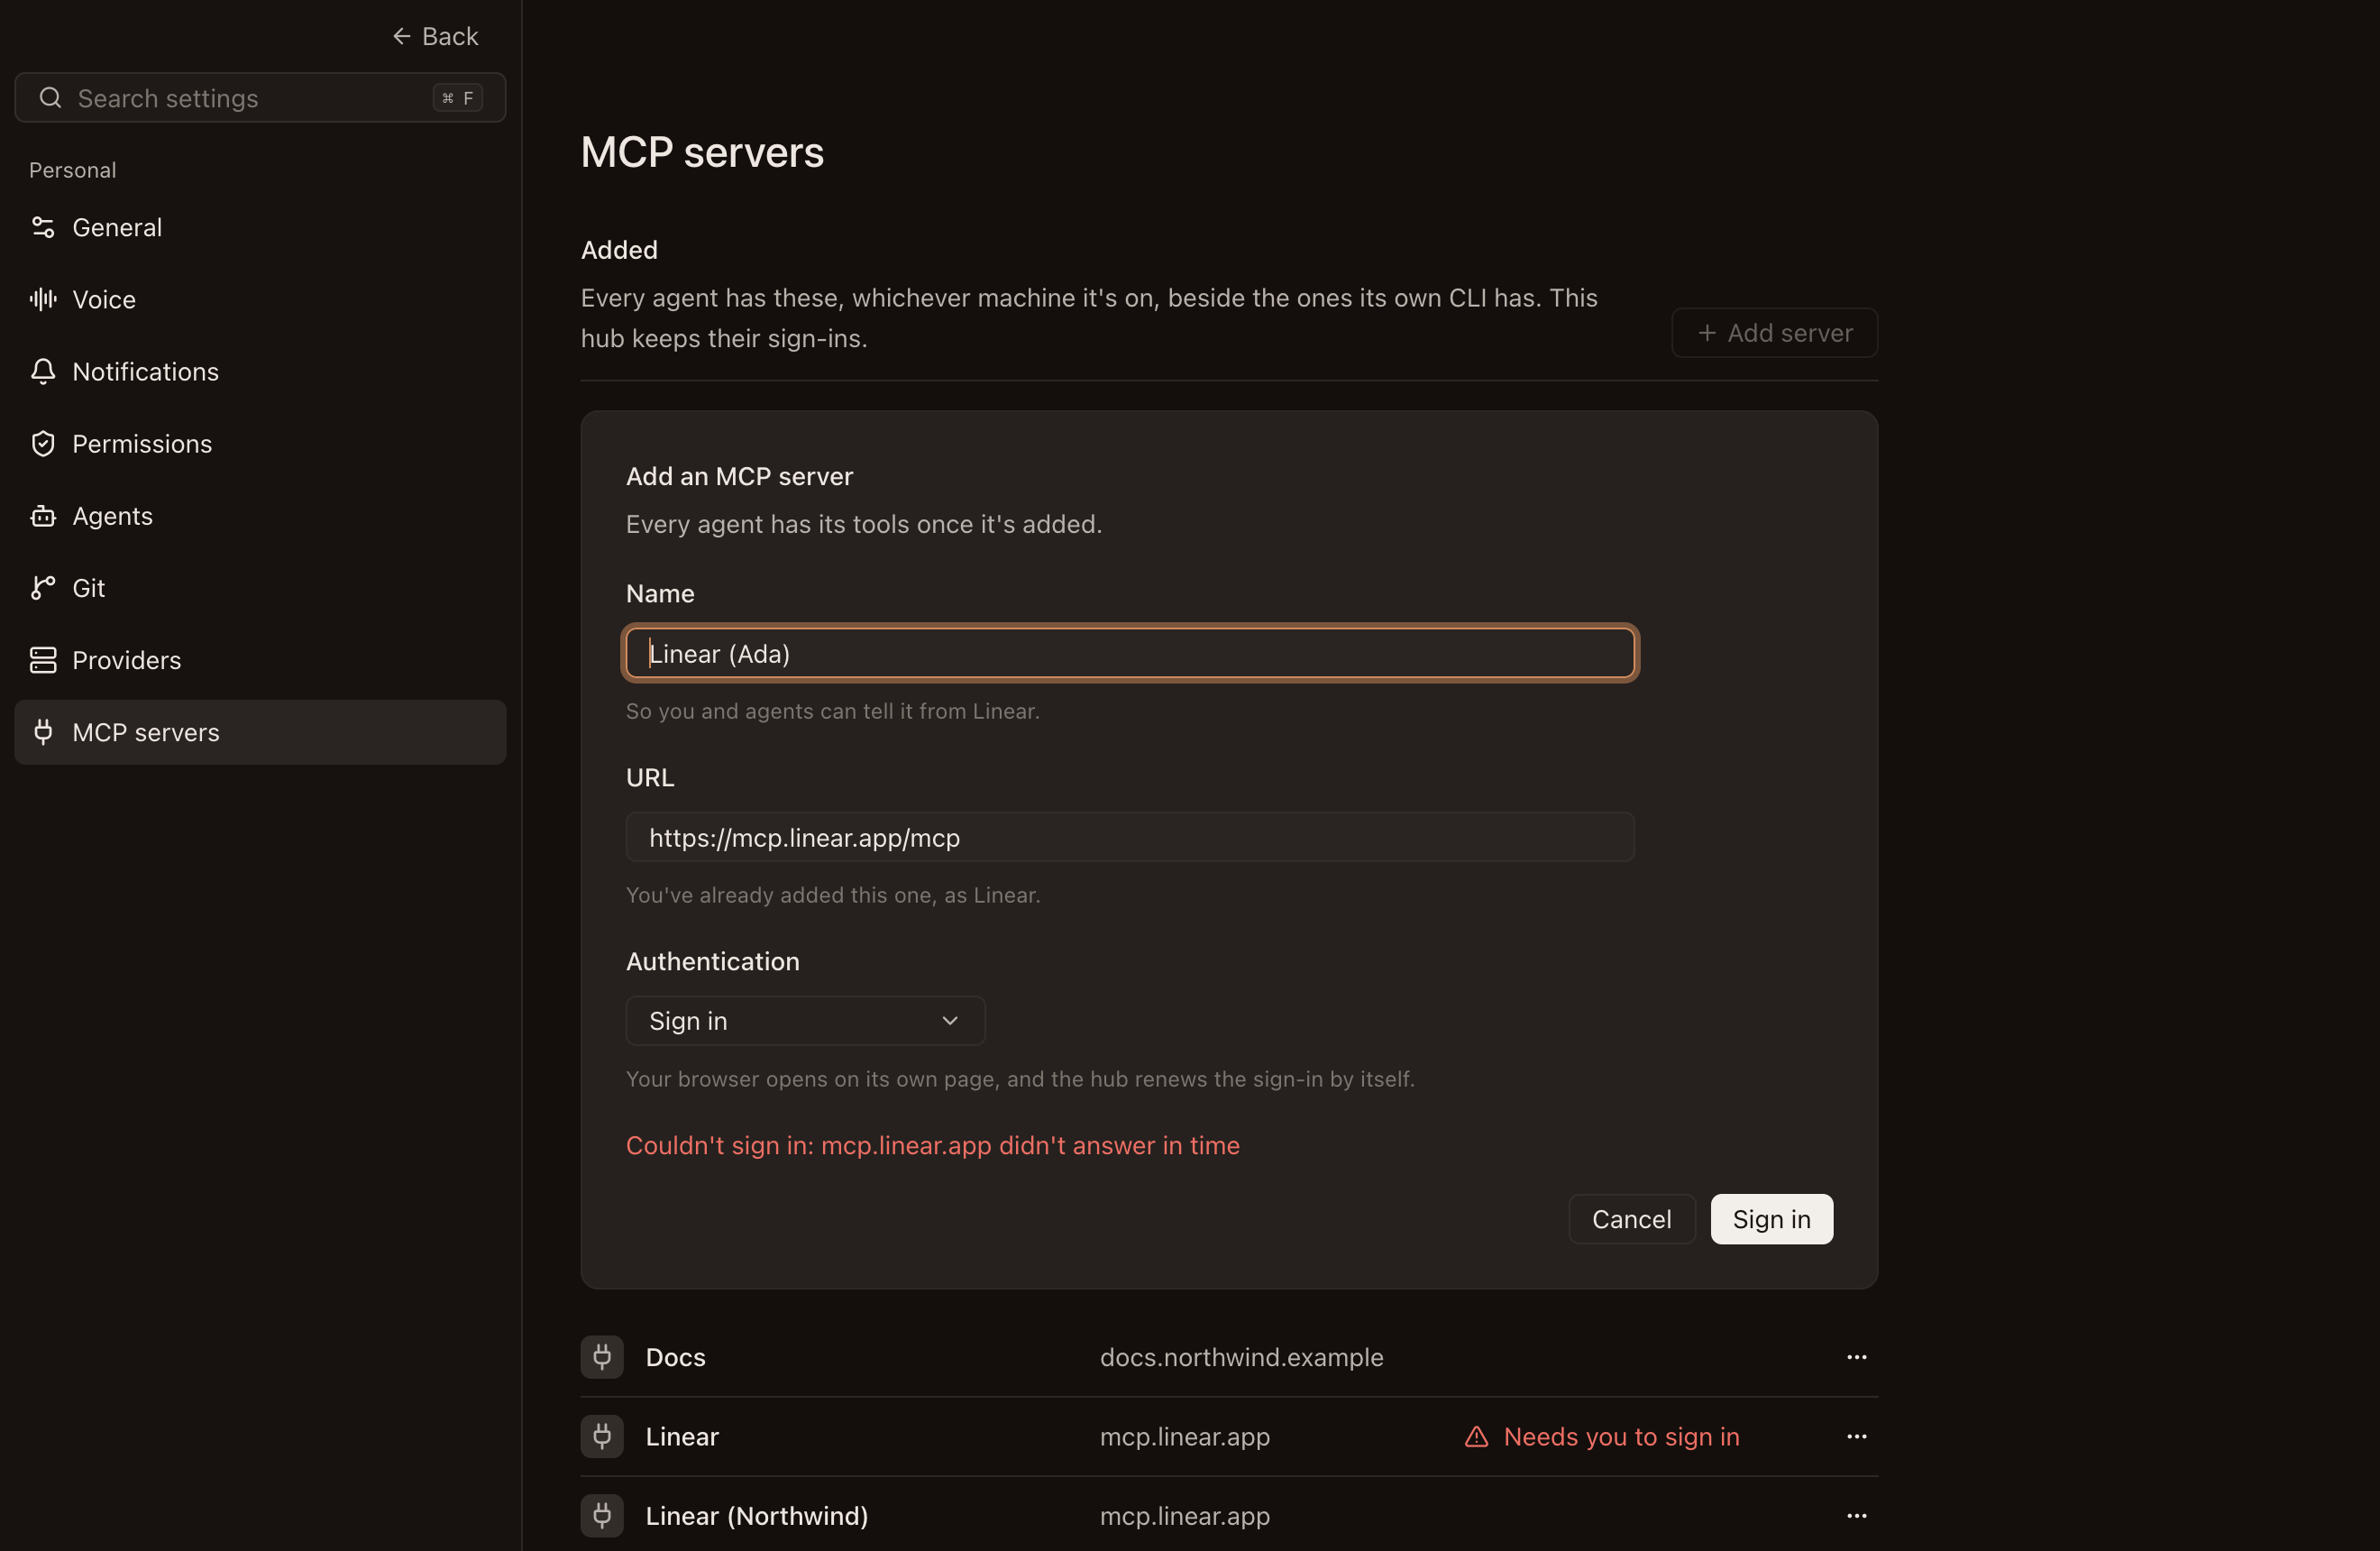 Back
Search settings
⌘ F
Personal
General
Voice
Notifications
Permissions
Agents
Git
Providers
MCP servers
MCP servers
Added
Every agent has these, whichever machine it's on, beside the ones its own CLI has. This
hub keeps their sign-ins.
Add server
Add an MCP server
Every agent has its tools once it's added.
Name
Linear (Ada)
So you and agents can tell it from Linear.
URL
https://mcp.linear.app/mcp
You've already added this one, as Linear.
Authentication
Sign in
Your browser opens on its own page, and the hub renews the sign-in by itself.
Couldn't sign in: mcp.linear.app didn't answer in time
Cancel
Sign in
Docs
docs.northwind.example
Linear
mcp.linear.app
Needs you to sign in
Linear (Northwind)
mcp.linear.app